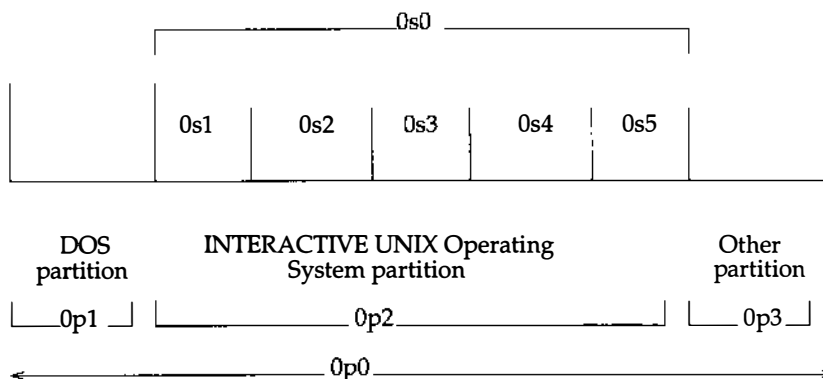 0s0
0s1 0s2 0s3 0s4 0s5
DOS partition
INTERACTIVE UNIX Operating System partition
Other partition
0p1 0p2 0p3
0p0